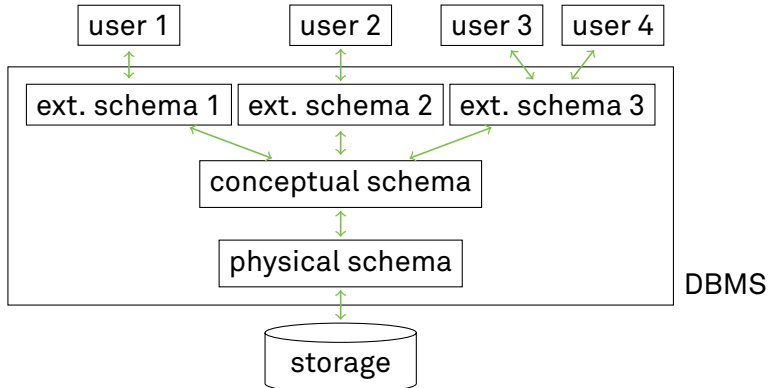 user 1
user 2
user 3
user 4
ext. schema 1
ext. schema 2
ext. schema 3
conceptual schema
physical schema
DBMS
storage